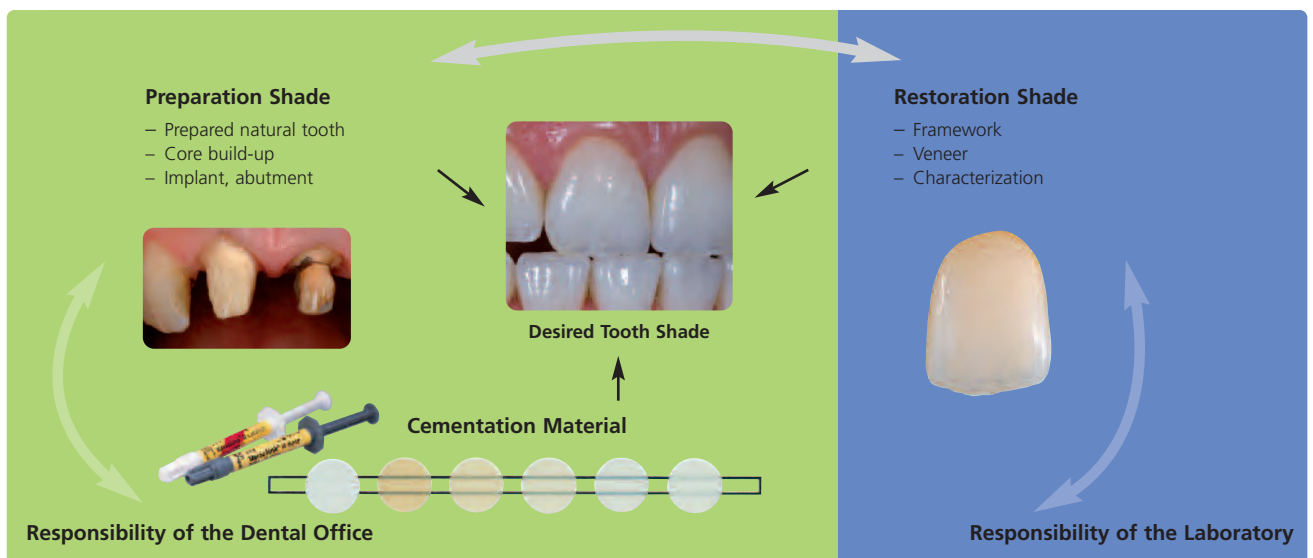 Preparation Shade
– Prepared natural tooth
– Core build-up
– Implant, abutment
Restoration Shade
– Framework
– Veneer
– Characterization
Desired Tooth Shade
Cementation Material
Responsibility of the Dental Office
Responsibility of the Laboratory